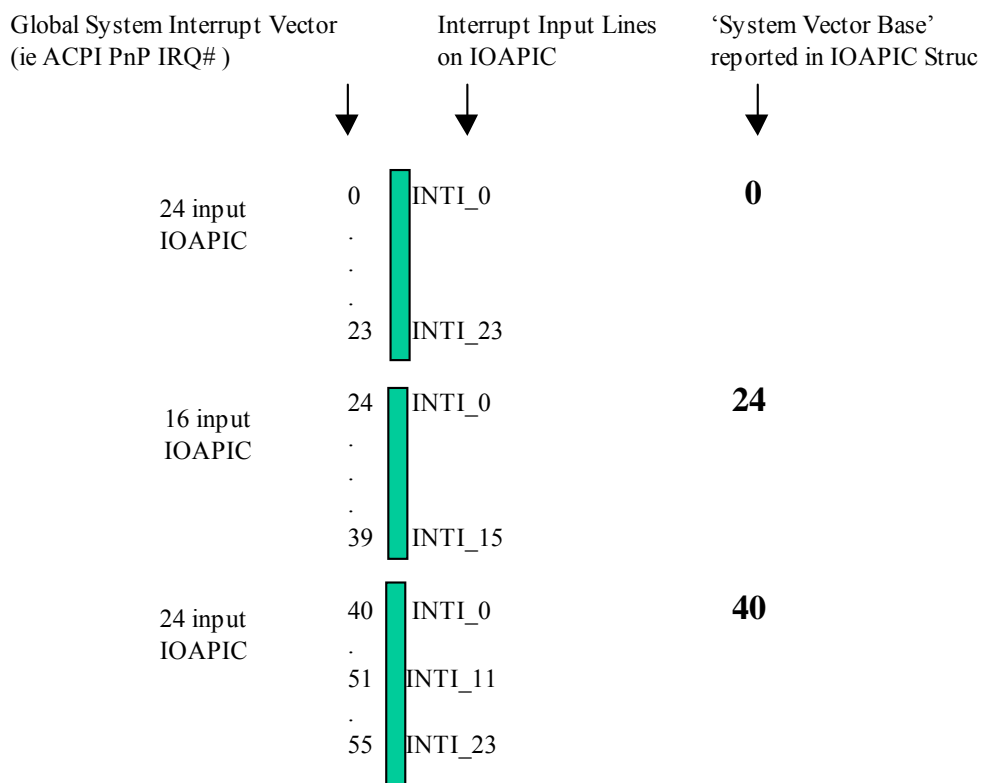 Global System Interrupt Vector
(ie ACPI PnP IRQ# )
Interrupt Input Lines
on IOAPIC
‘System Vector Base’
reported in IOAPIC Struc
24 input
IOAPIC
0
.
.
.
23
INTI_0
INTI_23
0
16 input
IOAPIC
24
.
.
.
39
INTI_0
INTI_15
24
24 input
IOAPIC
40
.
51
.
55
INTI_0
INTI_11
INTI_23
40